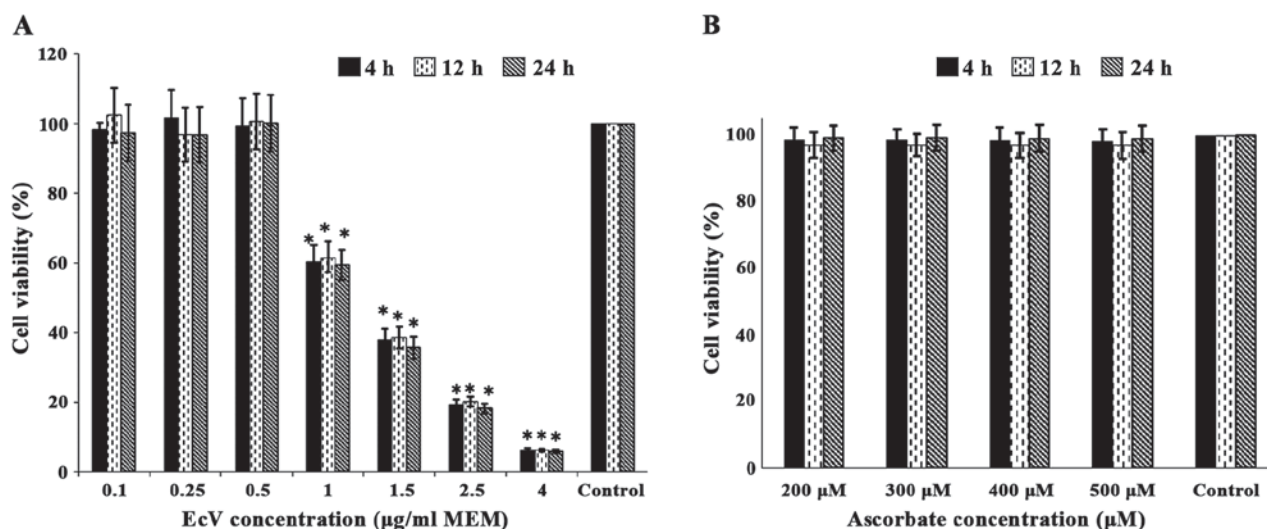 A
120
100
80
60
40
20
0
Cell viability (%)
4 h 12 h 24 h
* * *
* * *
* * *
* * *
0.1 0.25 0.5 1 1.5 2.5 4 Control
EcV concentration (µg/ml MEM)
B
100
80
60
40
20
0
Cell viability (%)
4 h 12 h 24 h
200 µM 300 µM 400 µM 500 µM Control
Ascorbate concentration (µM)